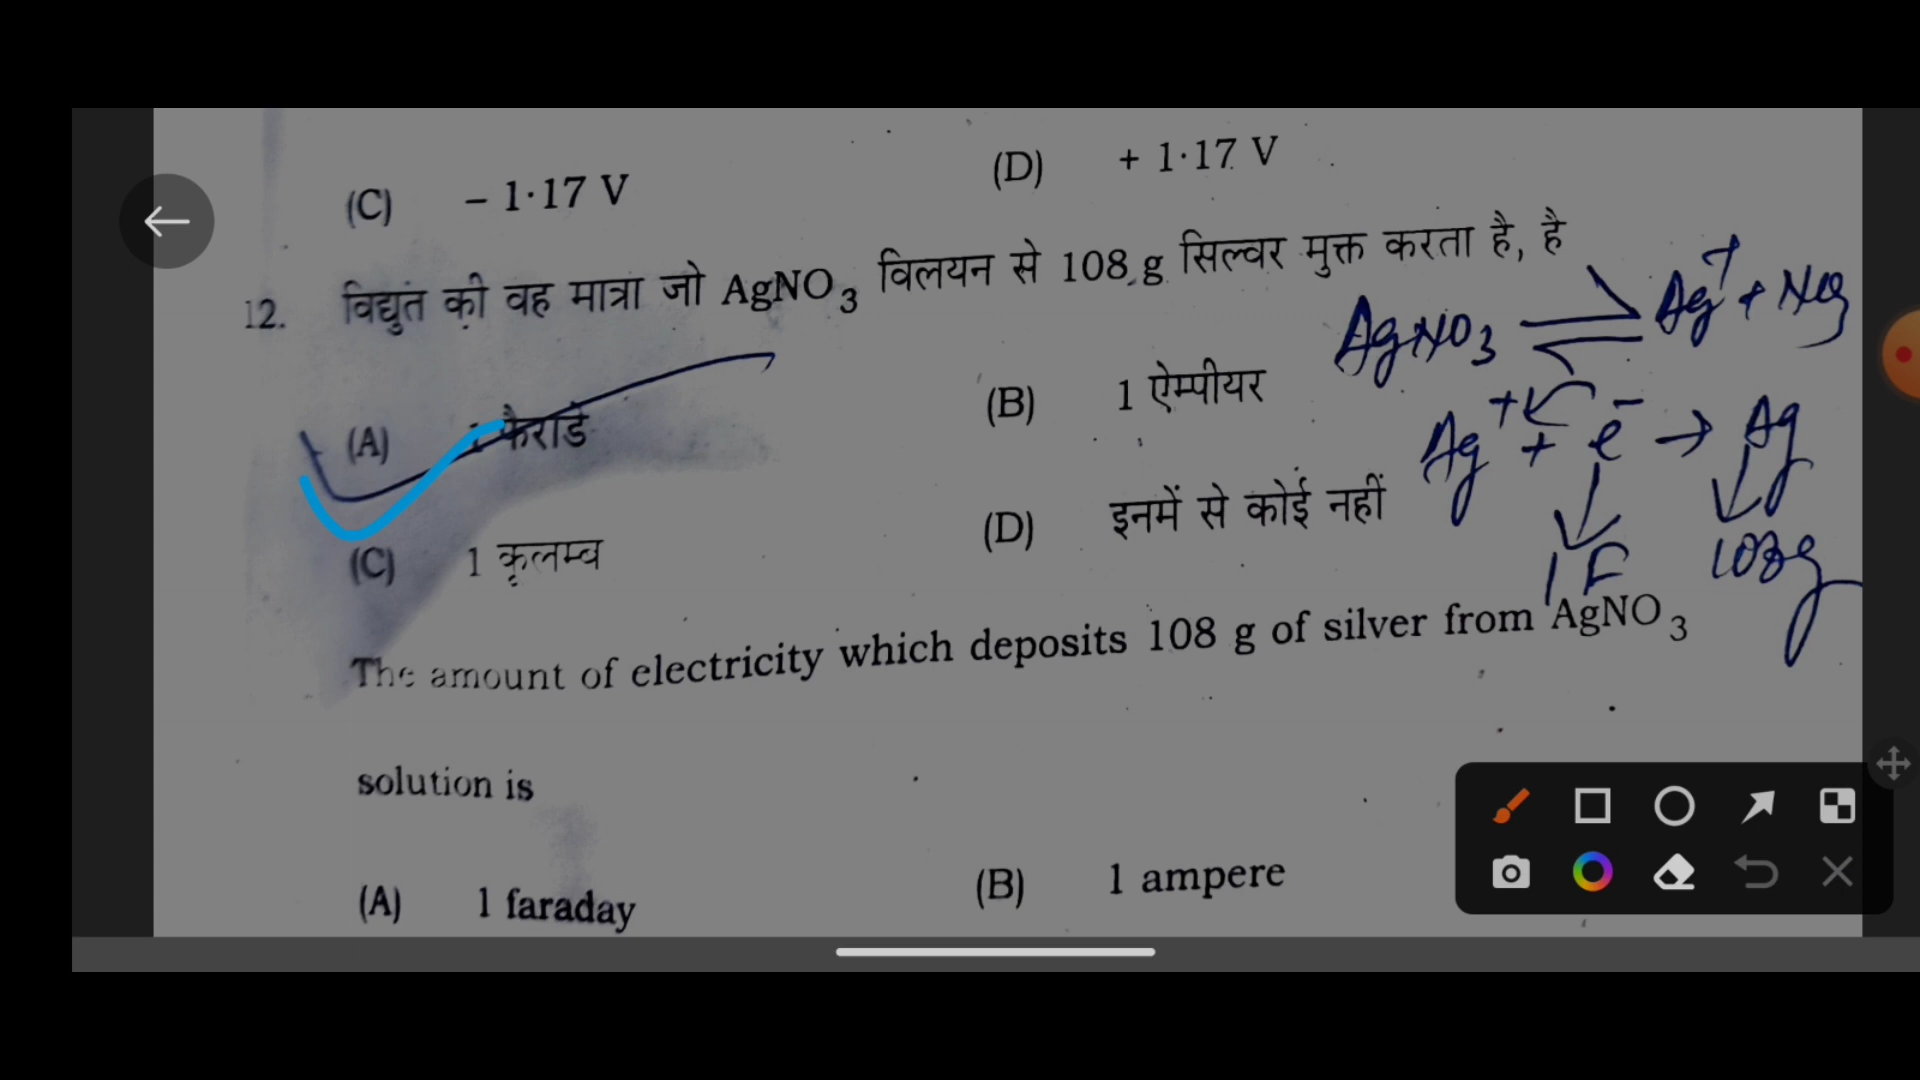 (C) – 1·17 V (D) + 1·17 V
12. विद्युत की वह मात्रा जो AgNO3 विलयन से 108 g सिल्वर मुक्त करता है, है
AgNO3 ⇌ Ag+ + NO3
(A) 1 फैराडे (B) 1 ऐम्पीयर
Ag+ + e- → Ag
(C) 1 कूलम्ब (D) इनमें से कोई नहीं
1 F 108g
The amount of electricity which deposits 108 g of silver from AgNO3
solution is
(A) 1 faraday (B) 1 ampere